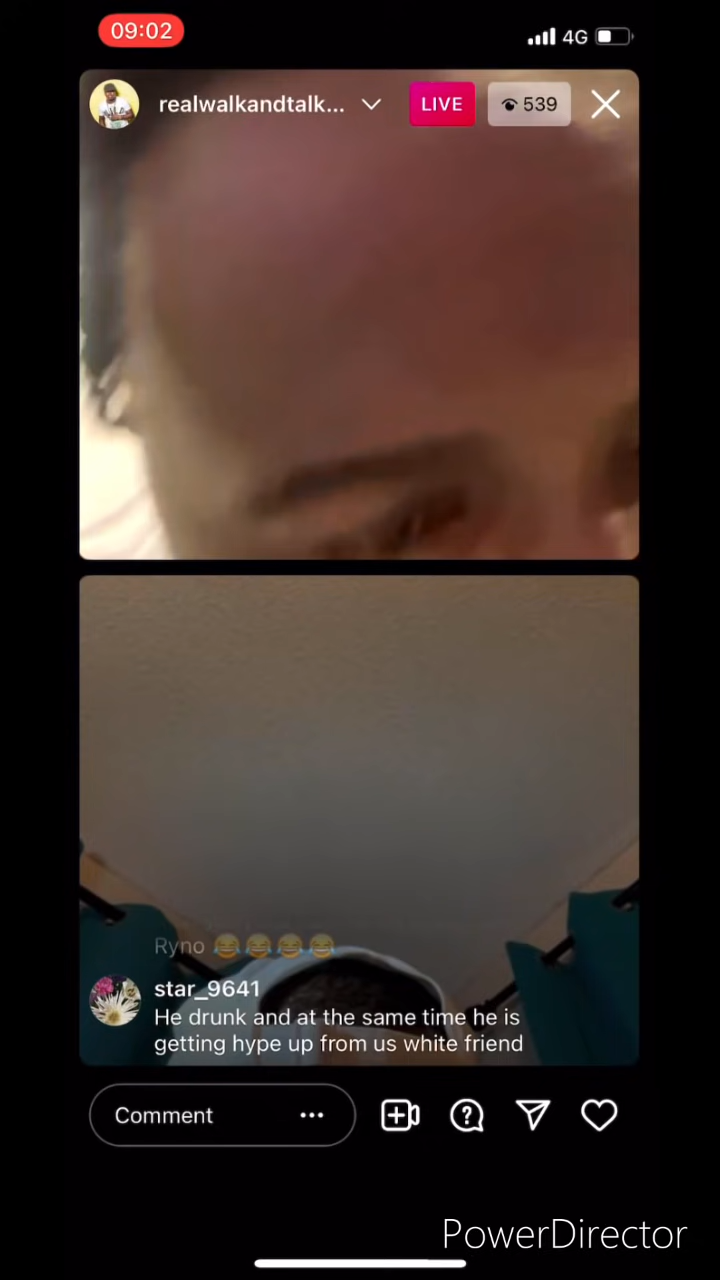 09:02
4G
realwalkandtalk...
LIVE
539
Ryno 😂😂😂😂
star_9641
He drunk and at the same time he is
getting hype up from us white friend
Comment
PowerDirector